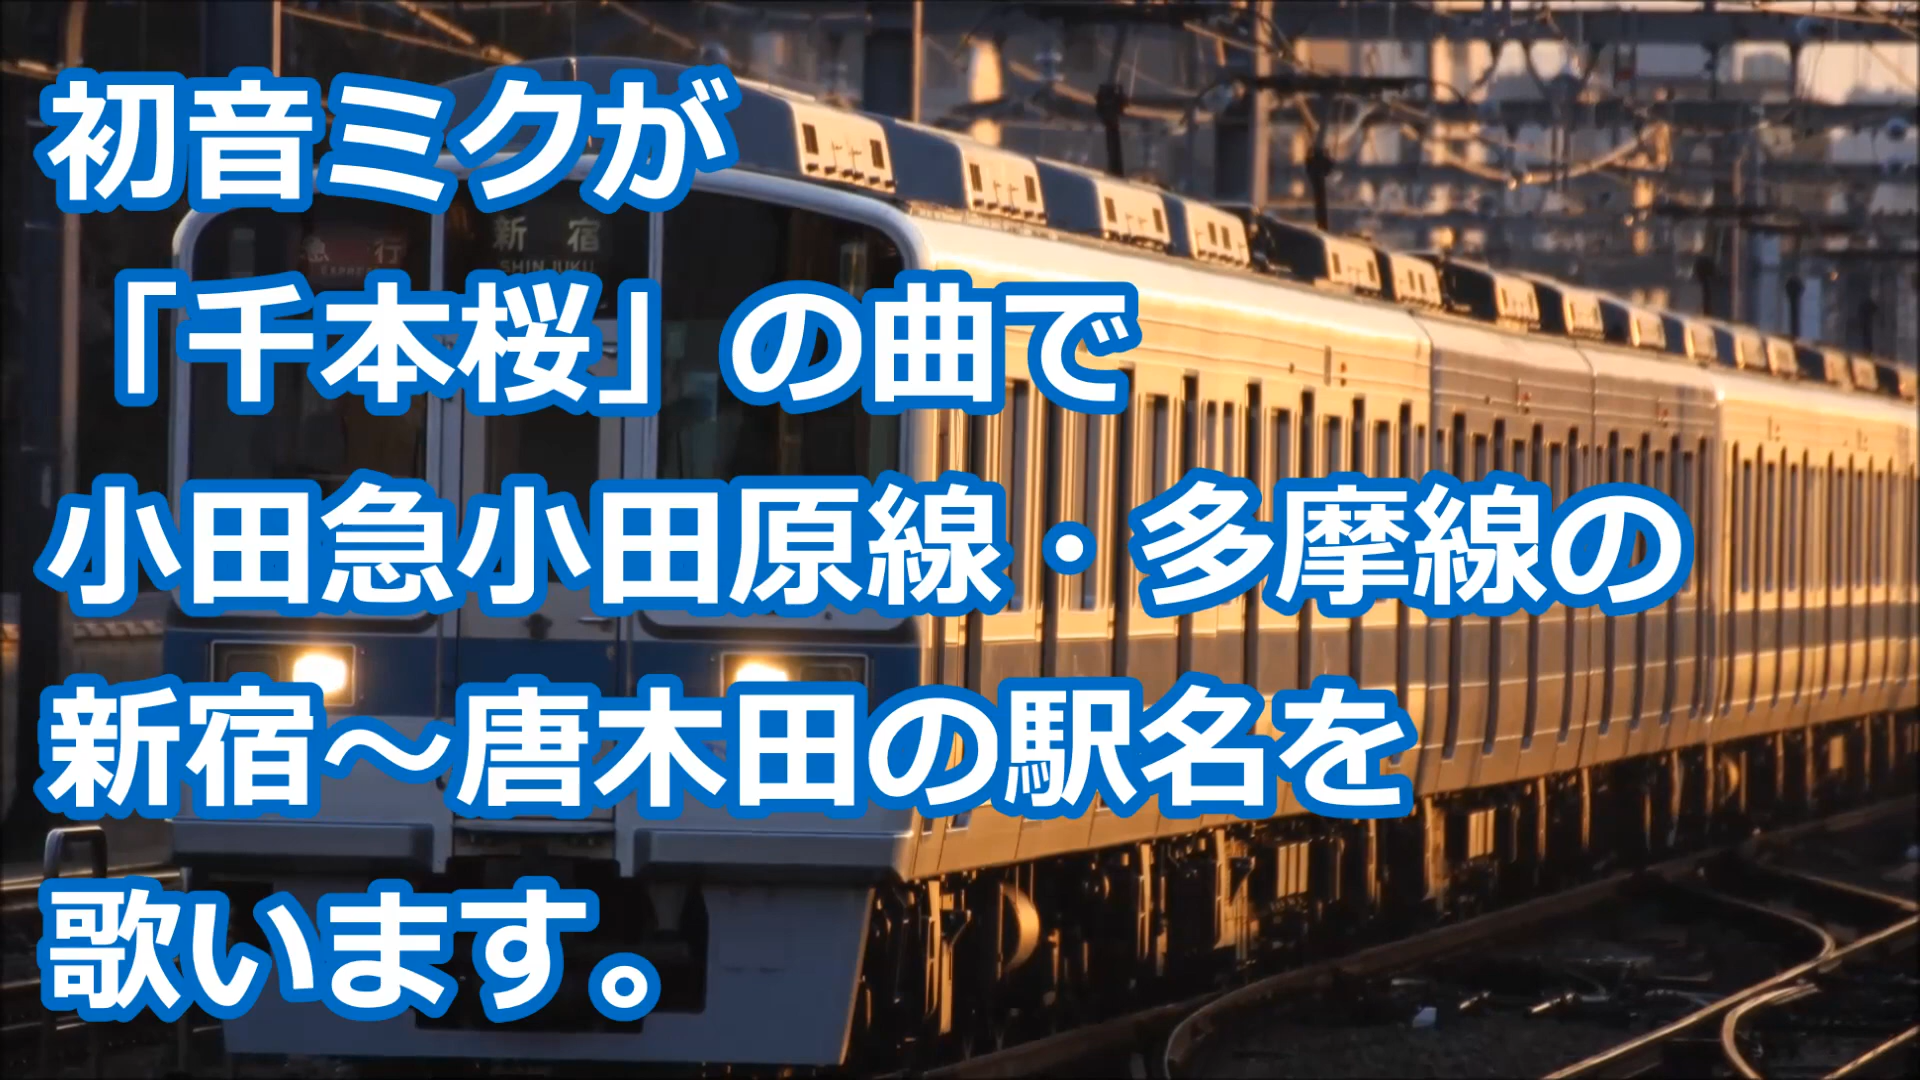 初音ミクが
「千本桜」の曲で
小田急小田原線・多摩線の
新宿～唐木田の駅名を
歌います。
急行
EXPRESS
新宿
SHINJUKU